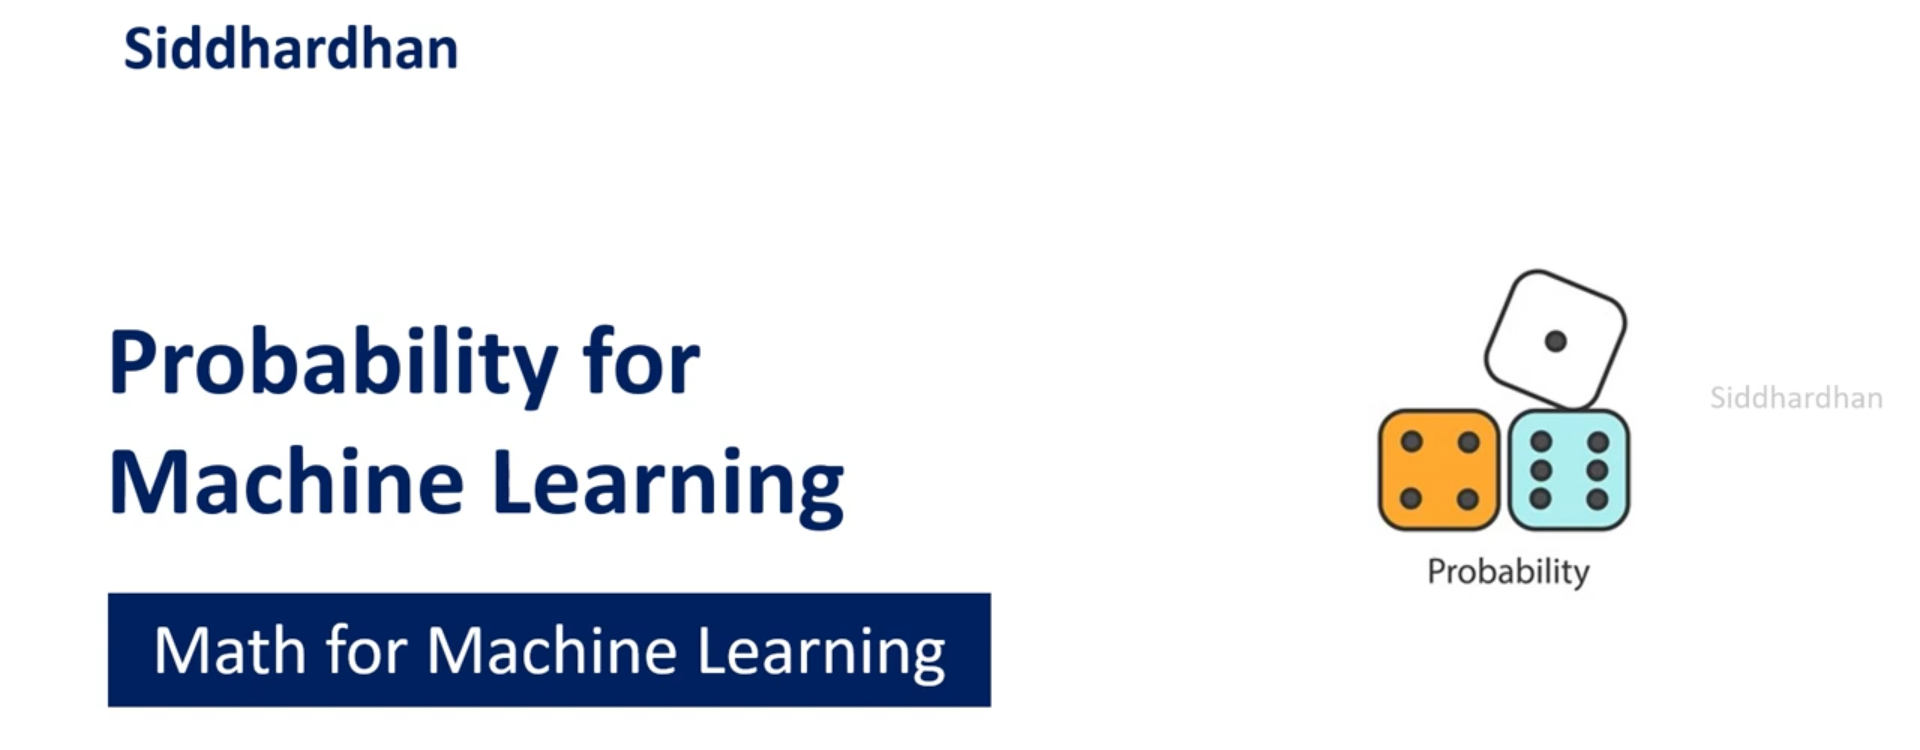 Siddhardhan
Probability for
Machine Learning
Math for Machine Learning
Siddhardhan
Probability